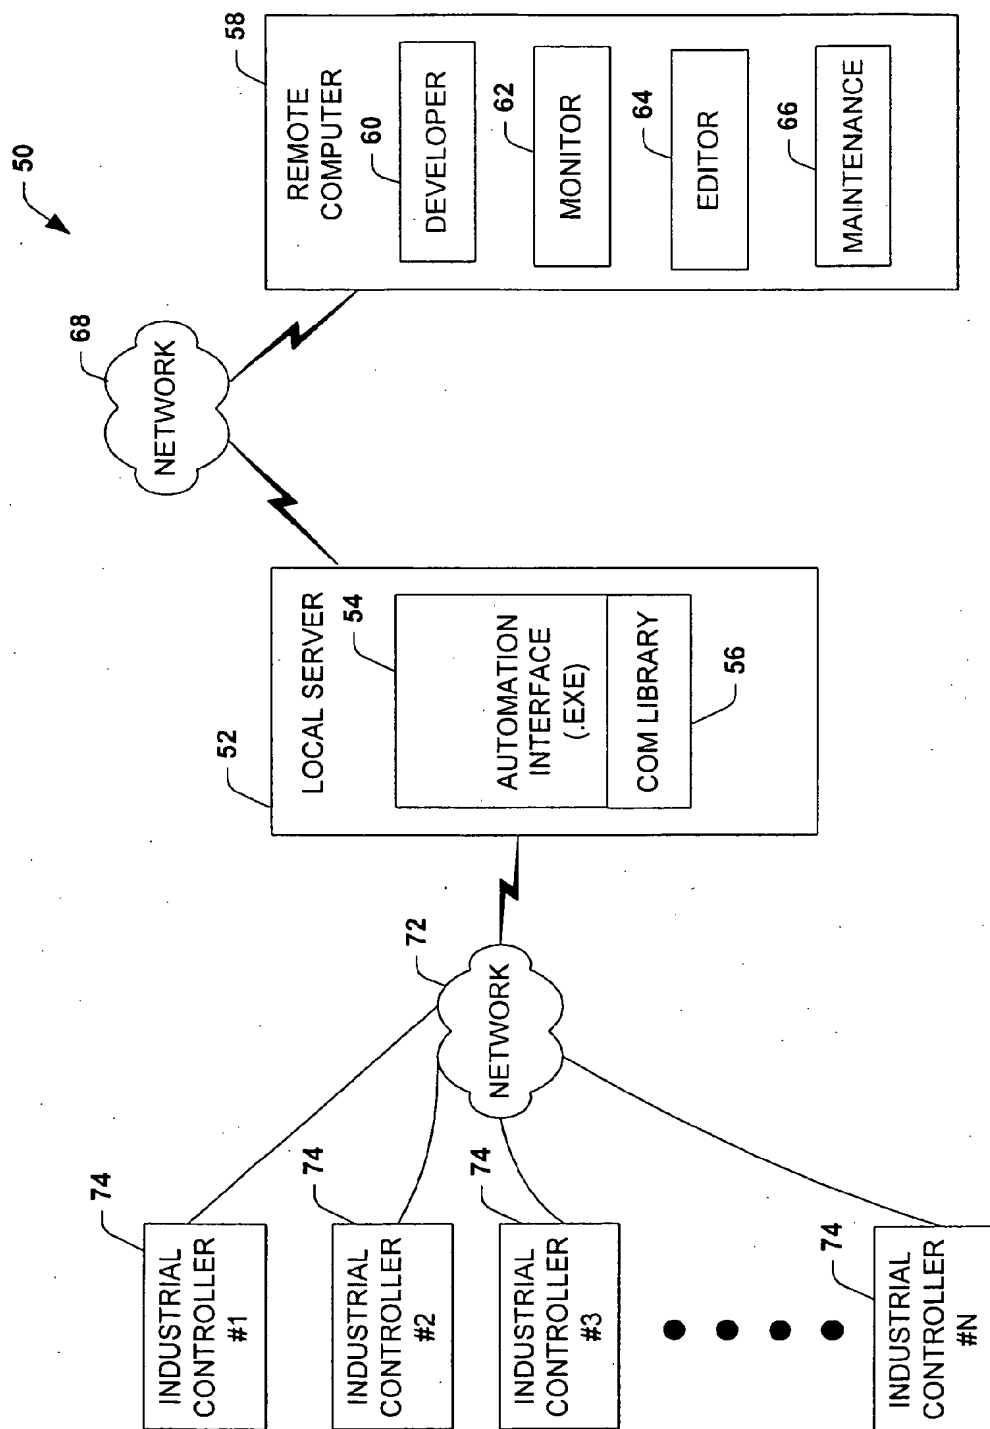 50
58
REMOTE
COMPUTER
60
DEVELOPER
62
MONITOR
64
EDITOR
66
MAINTENANCE
68
NETWORK
52
LOCAL SERVER
54
AUTOMATION
INTERFACE
(.EXE)
COM LIBRARY
56
72
NETWORK
74
INDUSTRIAL
CONTROLLER
#1
74
INDUSTRIAL
CONTROLLER
#2
74
INDUSTRIAL
CONTROLLER
#3
74
INDUSTRIAL
CONTROLLER
#N